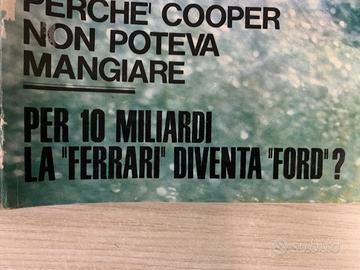 PERCHE' COOPER
NON POTEVA
MANGIARE
PER 10 MILIARDI
LA "FERRARI" DIVENTA "FORD"?